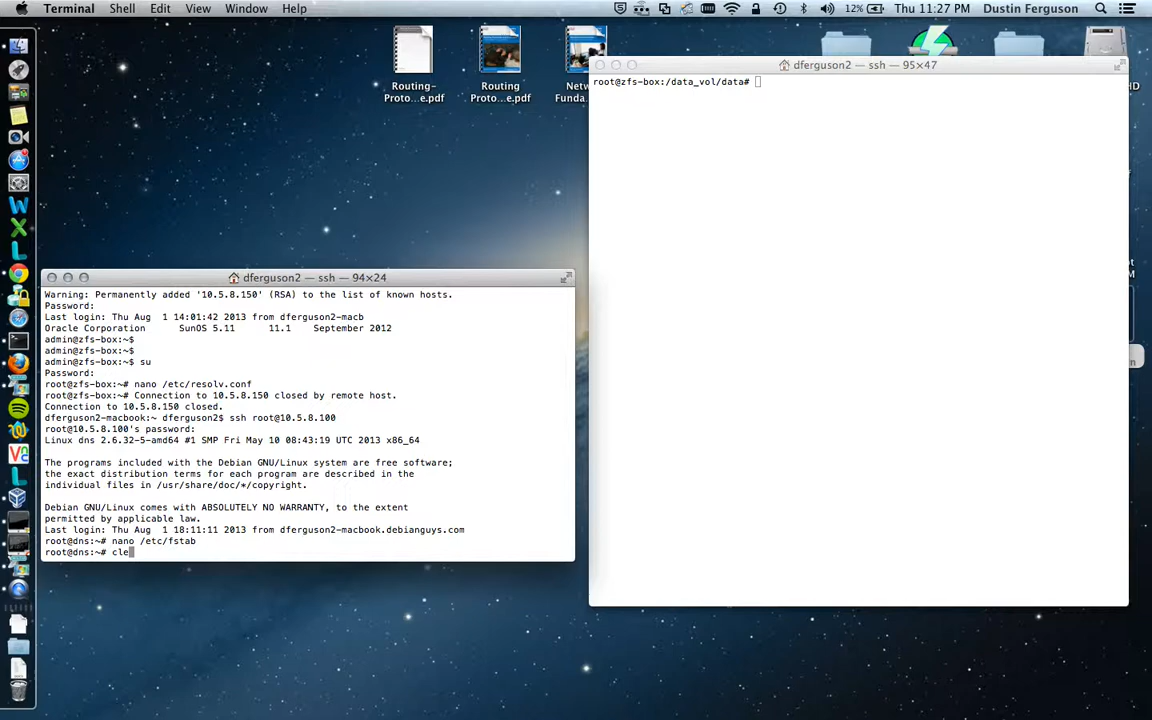 Terminal Shell Edit View Window Help
12% Thu 11:27 PM Dustin Ferguson
Routing-
Proto...e.pdf
Routing
Proto...e.pdf
Netw
Funda...
HD
dferguson2 — ssh — 95×47
root@zfs-box:/data_vol/data#
dferguson2 — ssh — 94×24
Warning: Permanently added '10.5.8.150' (RSA) to the list of known hosts.
Password:
Last login: Thu Aug  1 14:01:42 2013 from dferguson2-macb
Oracle Corporation      SunOS 5.11      11.1    September 2012
admin@zfs-box:~$
admin@zfs-box:~$
admin@zfs-box:~$ su
Password:
root@zfs-box:~# nano /etc/resolv.conf
root@zfs-box:~# Connection to 10.5.8.150 closed by remote host.
Connection to 10.5.8.150 closed.
dferguson2-macbook:~ dferguson2$ ssh root@10.5.8.100
root@10.5.8.100's password:
Linux dns 2.6.32-5-amd64 #1 SMP Fri May 10 08:43:19 UTC 2013 x86_64
The programs included with the Debian GNU/Linux system are free software;
the exact distribution terms for each program are described in the
individual files in /usr/share/doc/*/copyright.
Debian GNU/Linux comes with ABSOLUTELY NO WARRANTY, to the extent
permitted by applicable law.
Last login: Thu Aug  1 18:11:11 2013 from dferguson2-macbook.debianguys.com
root@dns:~# nano /etc/fstab
root@dns:~# cle